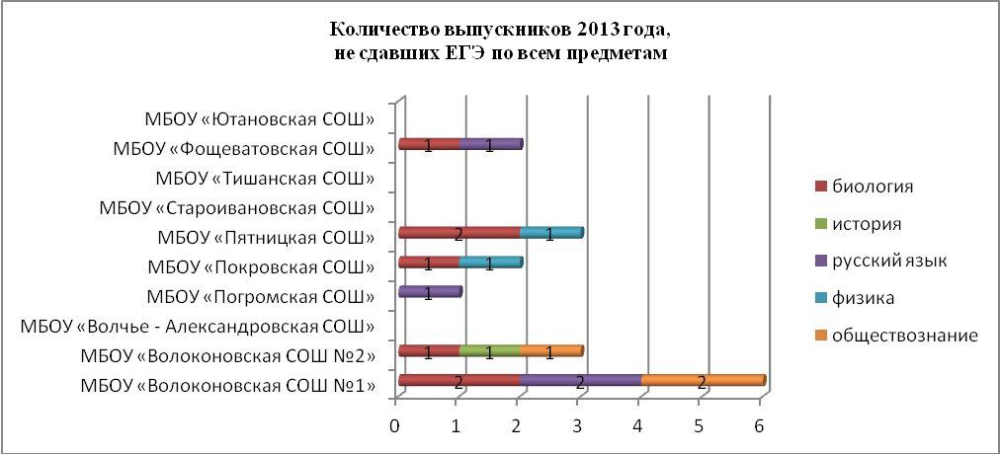 Количество выпускников 2013 года,
не сдавших ЕГЭ по всем предметам
МБОУ «Ютановская СОШ»
МБОУ «Фощеватовская СОШ»
1 1
МБОУ «Тишанская СОШ»
МБОУ «Староивановская СОШ»
МБОУ «Пятницкая СОШ»
2 1
МБОУ «Покровская СОШ»
1 1
МБОУ «Погромская СОШ»
1
МБОУ «Волчье - Александровская СОШ»
МБОУ «Волоконовская СОШ №2»
1 1 1
МБОУ «Волоконовская СОШ №1»
2 2 2
0 1 2 3 4 5 6
биология
история
русский язык
физика
обществознание